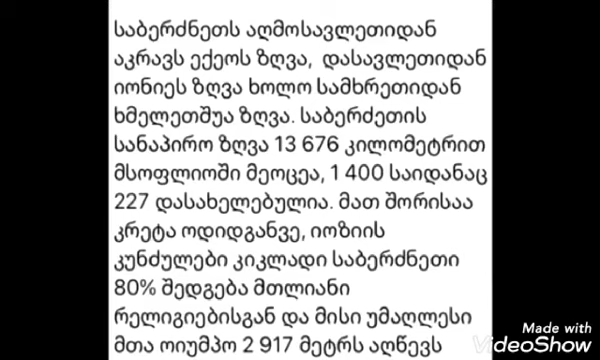 საბერძნეთს აღმოსავლეთიდან
აკრავს ექეოს ზღვა, დასავლეთიდან
იონიეს ზღვა ხოლო სამხრეთიდან
ხმელეთშუა ზღვა. საბერძეთის
სანაპირო ზღვა 13 676 კილომეტრით
მსოფლიოში მეოცეა, 1 400 საიდანაც
227 დასახელებულია. მათ შორისაა
კრეტა ოდიდგანვე, იოზიის
კუნძულები კიკლადი საბერძნეთი
80% შედგება მთლიანი
რელიგიებისგან და მისი უმაღლესი
მთა ოიუმპო 2 917 მეტრს აღწევს
Made with
VideoShow